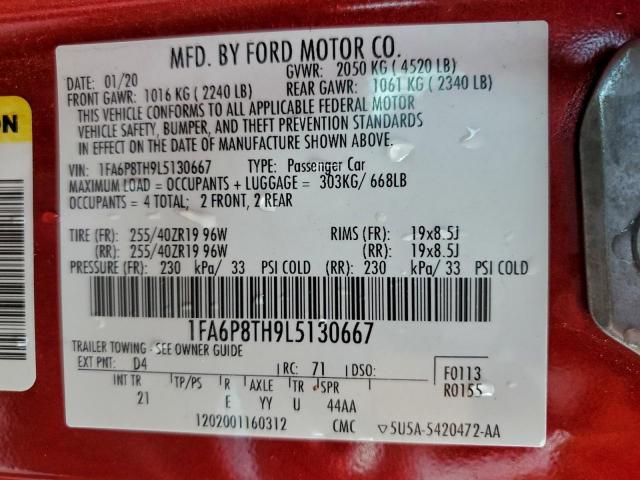 MFD. BY FORD MOTOR CO.
DATE: 01/20 GVWR: 2050 KG ( 4520 LB)
FRONT GAWR: 1016 KG ( 2240 LB) REAR GAWR: 1061 KG ( 2340 LB)
THIS VEHICLE CONFORMS TO ALL APPLICABLE FEDERAL MOTOR
VEHICLE SAFETY, BUMPER, AND THEFT PREVENTION STANDARDS
IN EFFECT ON THE DATE OF MANUFACTURE SHOWN ABOVE.
VIN: 1FA6P8TH9L5130667 TYPE: Passenger Car
MAXIMUM LOAD = OCCUPANTS + LUGGAGE = 303KG/ 668LB
OCCUPANTS = 4 TOTAL; 2 FRONT, 2 REAR
TIRE (FR): 255/40ZR19 96W RIMS (FR): 19x8.5J
(RR): 255/40ZR19 96W (RR): 19x8.5J
PRESSURE (FR): 230 kPa/ 33 PSI COLD (RR): 230 kPa/ 33 PSI COLD
1FA6P8TH9L5130667
TRAILER TOWING - SEE OWNER GUIDE
EXT PNT: D4 RC: 71 DSO: F0113
INT TR TP/PS R AXLE TR SPR R0155
21 E YY U 44AA
1202001160312 CMC ▽5U5A-5420472-AA
ON